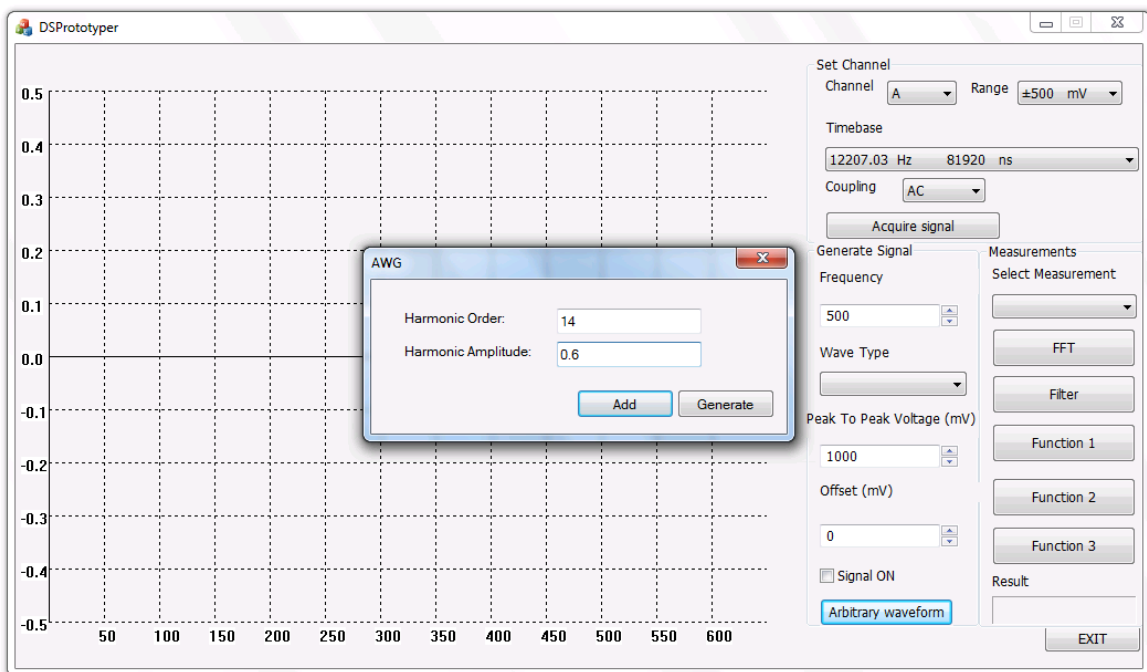 DSPrototyper
Set Channel
Channel A Range ±500 mV
Timebase
12207.03 Hz 81920 ns
Coupling AC
Acquire signal
0.5
0.4
0.3
0.2
0.1
0.0
-0.1
-0.2
-0.3
-0.4
-0.5
50 100 150 200 250 300 350 400 450 500 550 600
AWG
Harmonic Order: 14
Harmonic Amplitude: 0.6
Add Generate
Generate Signal
Frequency
500
Wave Type
Peak To Peak Voltage (mV)
1000
Offset (mV)
0
Signal ON
Arbitrary waveform
Measurements
Select Measurement
FFT
Filter
Function 1
Function 2
Function 3
Result
EXIT